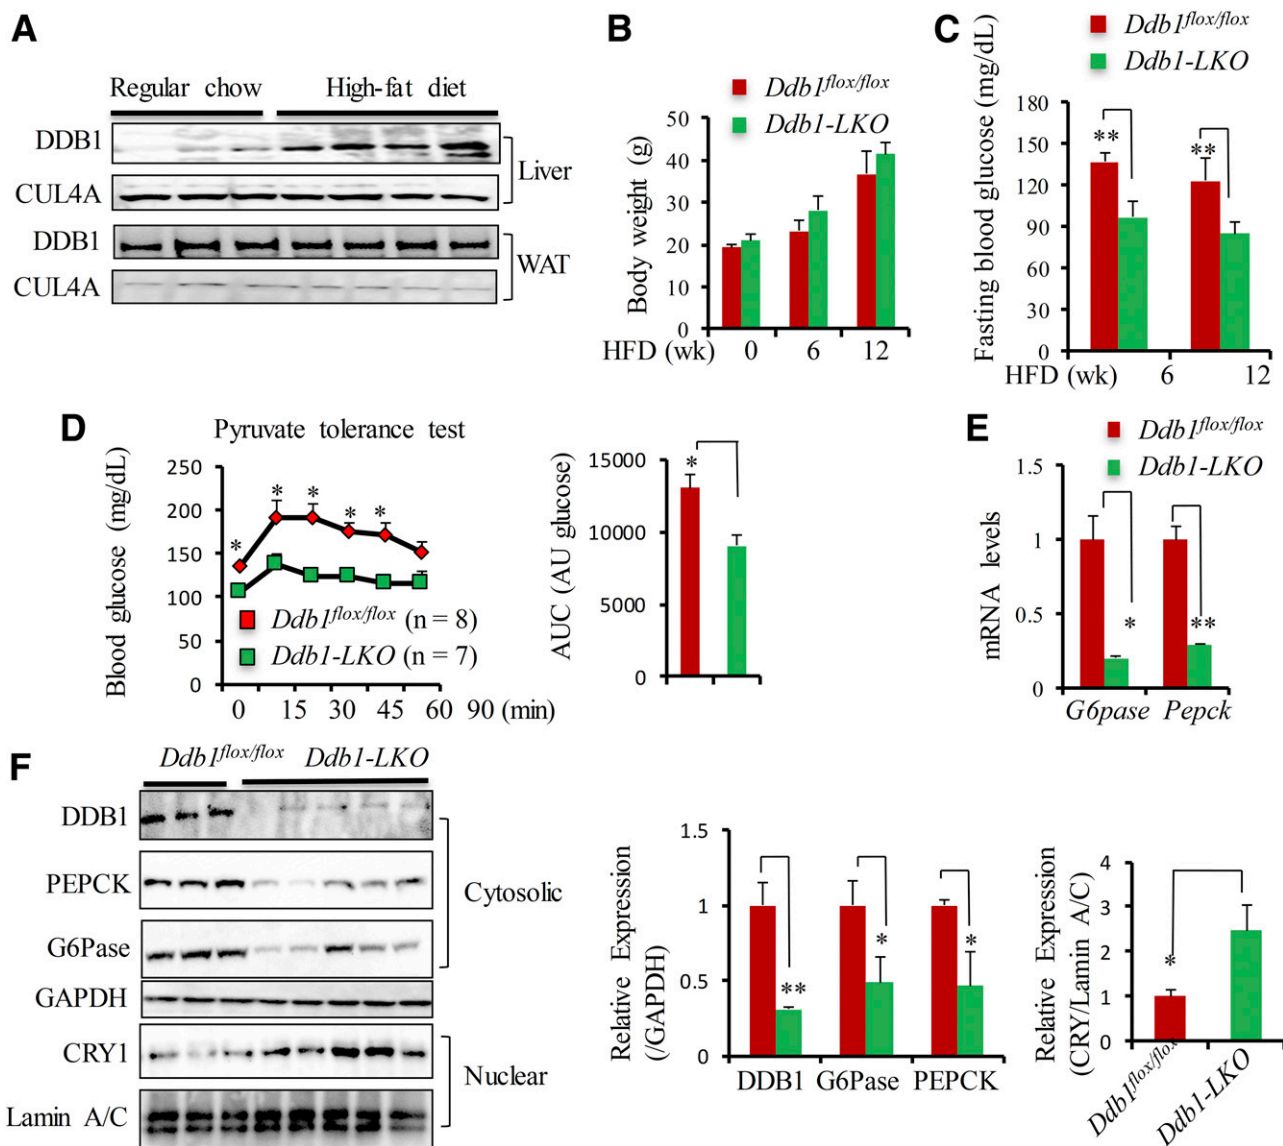 A
Regular chow High-fat diet
DDB1
CUL4A
Liver
DDB1
CUL4A
WAT
B
Ddb1flox/flox
Ddb1-LKO
Body weight (g)
50
40
30
20
10
0
HFD (wk) 0 6 12
C
Ddb1flox/flox
Ddb1-LKO
Fasting blood glucose (mg/dL)
180
150
120
90
60
30
0
** **
HFD (wk) 6 12
D
Pyruvate tolerance test
Blood glucose (mg/dL)
250
200
150
100
50
0
* * * * *
Ddb1flox/flox (n = 8)
Ddb1-LKO (n = 7)
0 15 30 45 60 90 (min)
AUC (AU glucose)
15000
10000
5000
0
*
E
Ddb1flox/flox
Ddb1-LKO
mRNA levels
1.5
1
0.5
0
* **
G6pase Pepck
F
Ddb1flox/flox Ddb1-LKO
DDB1
PEPCK
G6Pase
GAPDH
Cytosolic
CRY1
Lamin A/C
Nuclear
Relative Expression
(/GAPDH)
1.5
1
0.5
0
** * *
DDB1 G6Pase PEPCK
Relative Expression
(CRY/Lamin A/C)
4
3
2
1
0
*
Ddb1flox/flox
Ddb1-LKO